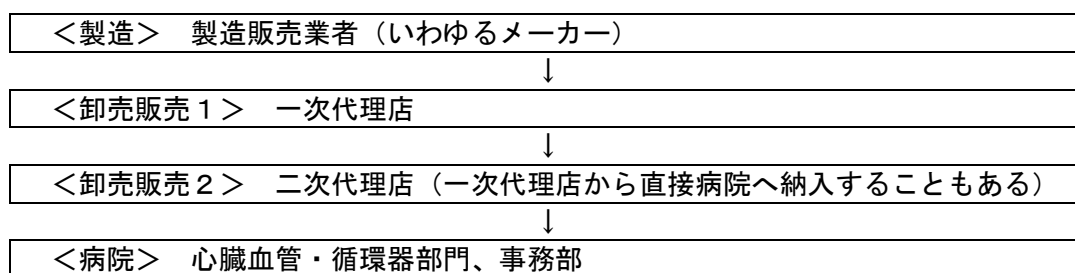 ＜製造＞　製造販売業者（いわゆるメーカー）
↓
＜卸売販売１＞　一次代理店
↓
＜卸売販売２＞　二次代理店（一次代理店から直接病院へ納入することもある）
↓
＜病院＞　心臓血管・循環器部門、事務部